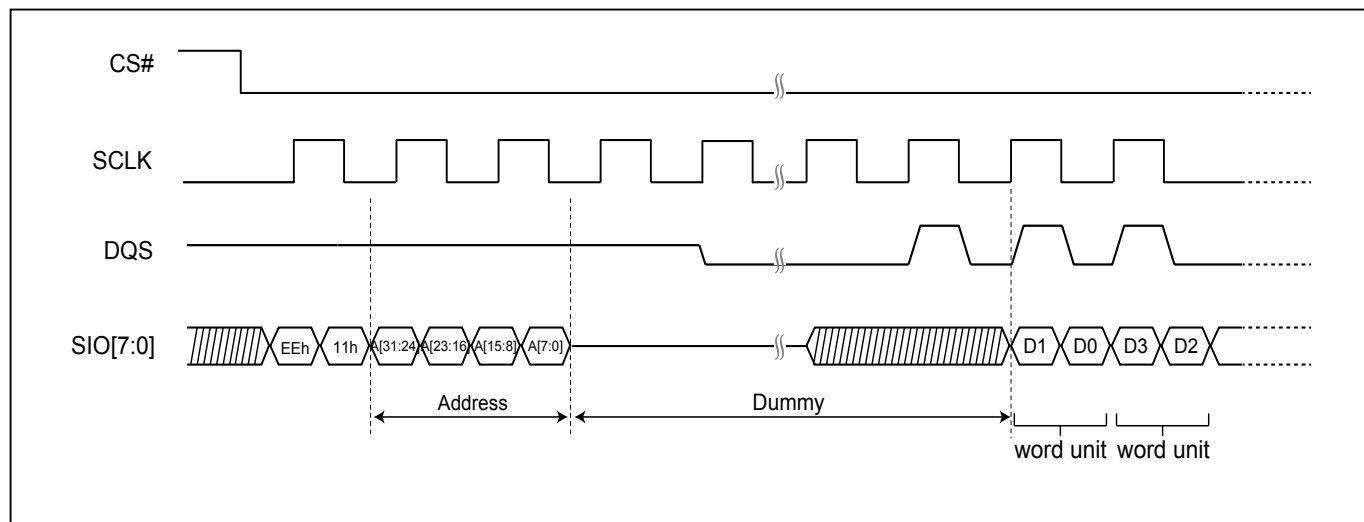 CS#
SCLK
DQS
SIO[7:0]
EEh 11h A[31:24] A[23:16] A[15:8] A[7:0] D1 D0 D3 D2
Address Dummy
word unit word unit